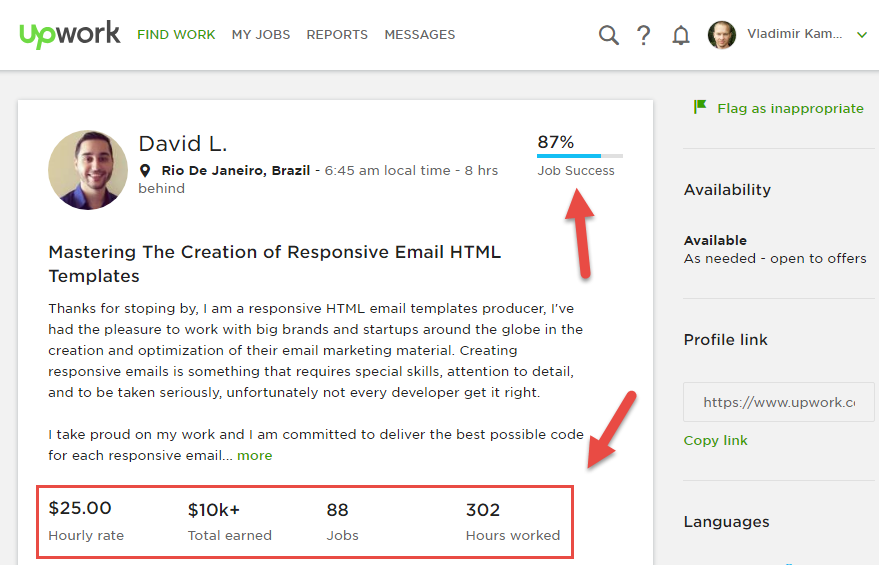 upwork FIND WORK MY JOBS REPORTS MESSAGES ? Vladimir Kam...
Flag as inappropriate
David L.
87%
Rio De Janeiro, Brazil - 6:45 am local time - 8 hrs
behind
Job Success
Availability
Available
As needed - open to offers
Mastering The Creation of Responsive Email HTML
Templates
Thanks for stoping by, I am a responsive HTML email templates producer, I've
had the pleasure to work with big brands and startups around the globe in the
creation and optimization of their email marketing material. Creating
responsive emails is something that requires special skills, attention to detail,
and to be taken seriously, unfortunately not every developer get it right.
I take proud on my work and I am committed to deliver the best possible code
for each responsive email... more
Profile link
https://www.upwork.c
Copy link
$25.00 $10k+ 88 302
Hourly rate Total earned Jobs Hours worked
Languages